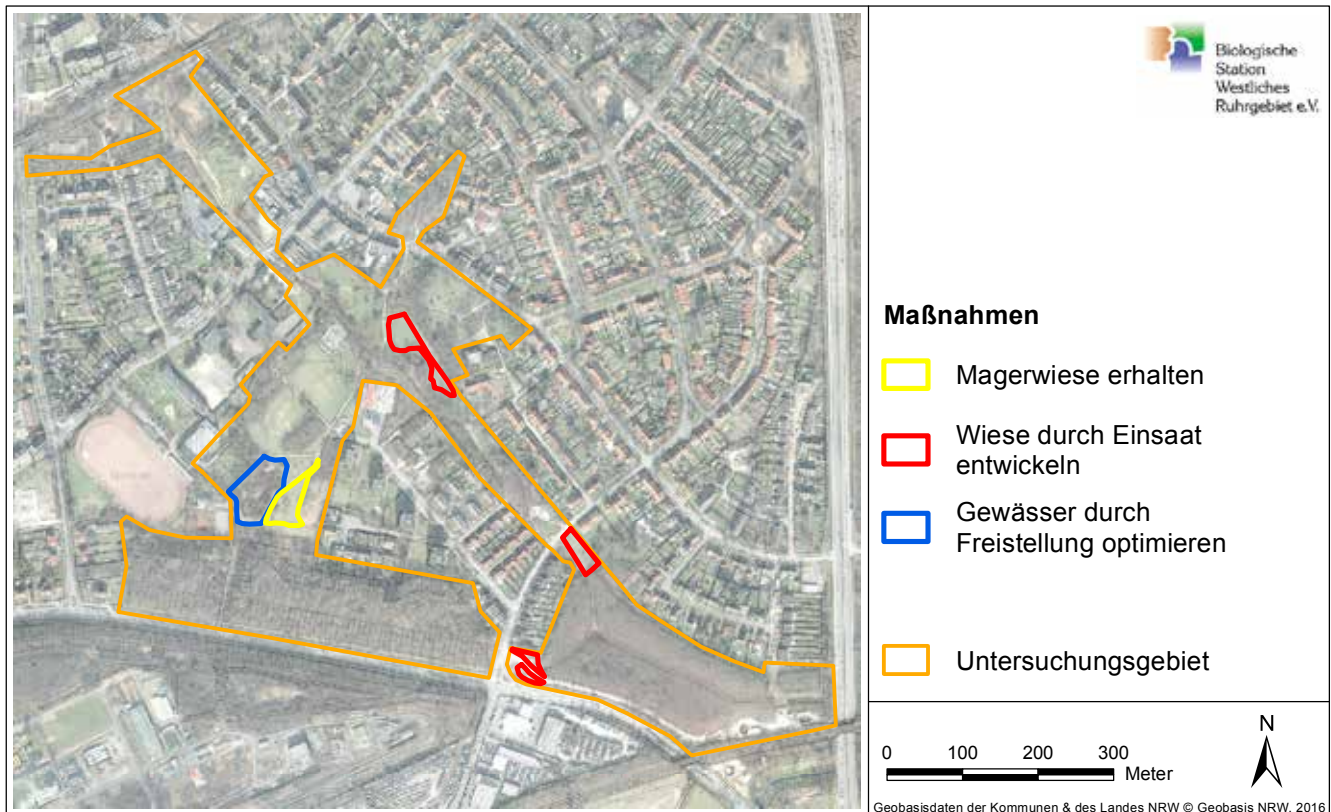 Biologische
Station
Westliches
Ruhrgebiet e.V.
Maßnahmen
Magerwiese erhalten
Wiese durch Einsaat
entwickeln
Gewässer durch
Freistellung optimieren
Untersuchungsgebiet
N
0 100 200 300
Meter
Geobasisdaten der Kommunen & des Landes NRW © Geobasis NRW, 2016